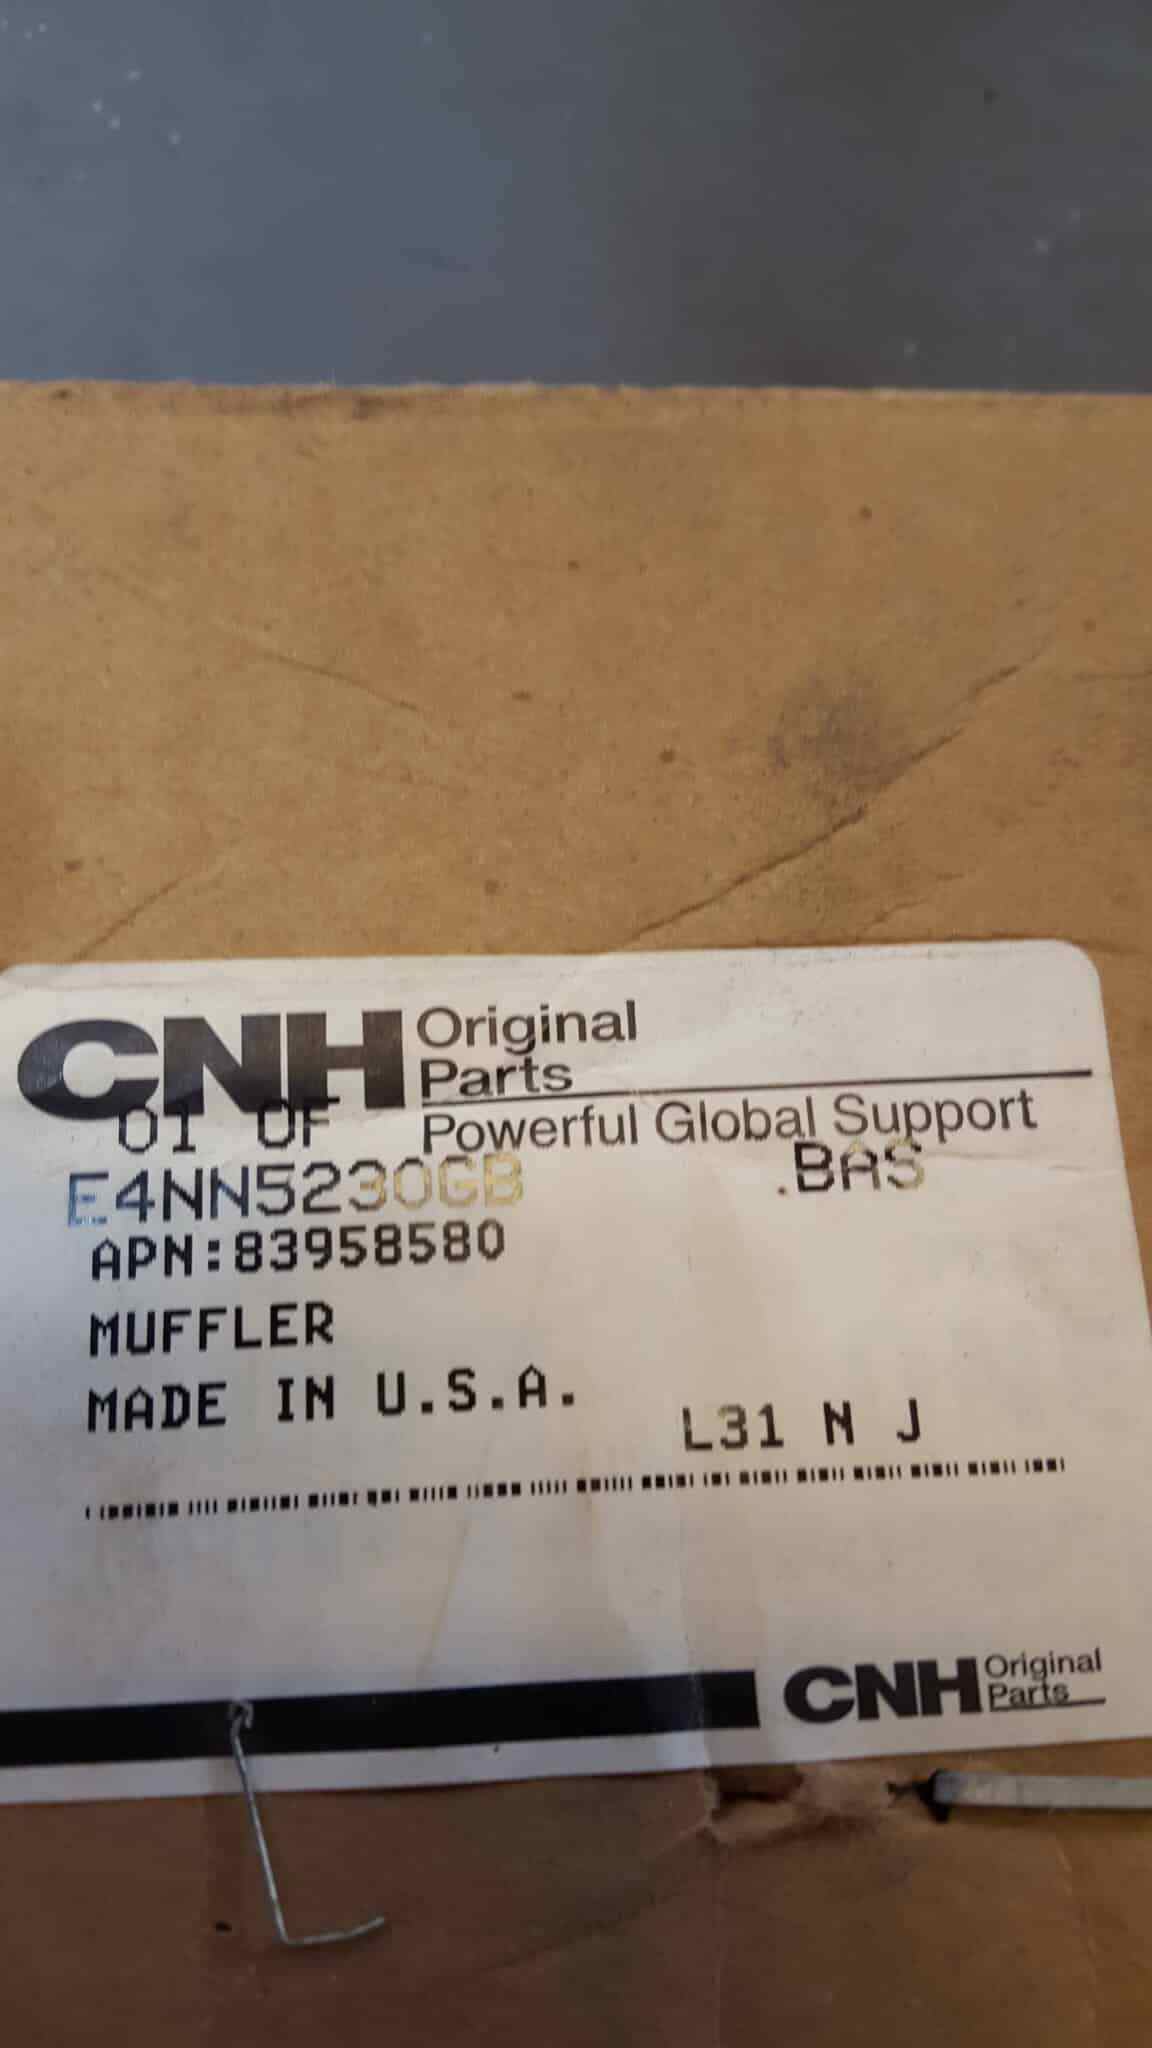 CNH Original
Parts
Powerful Global Support
01 OF
E4NN5230GB .BAS
APN:83958580
MUFFLER
MADE IN U.S.A.
L31 N J
CNH Original
Parts